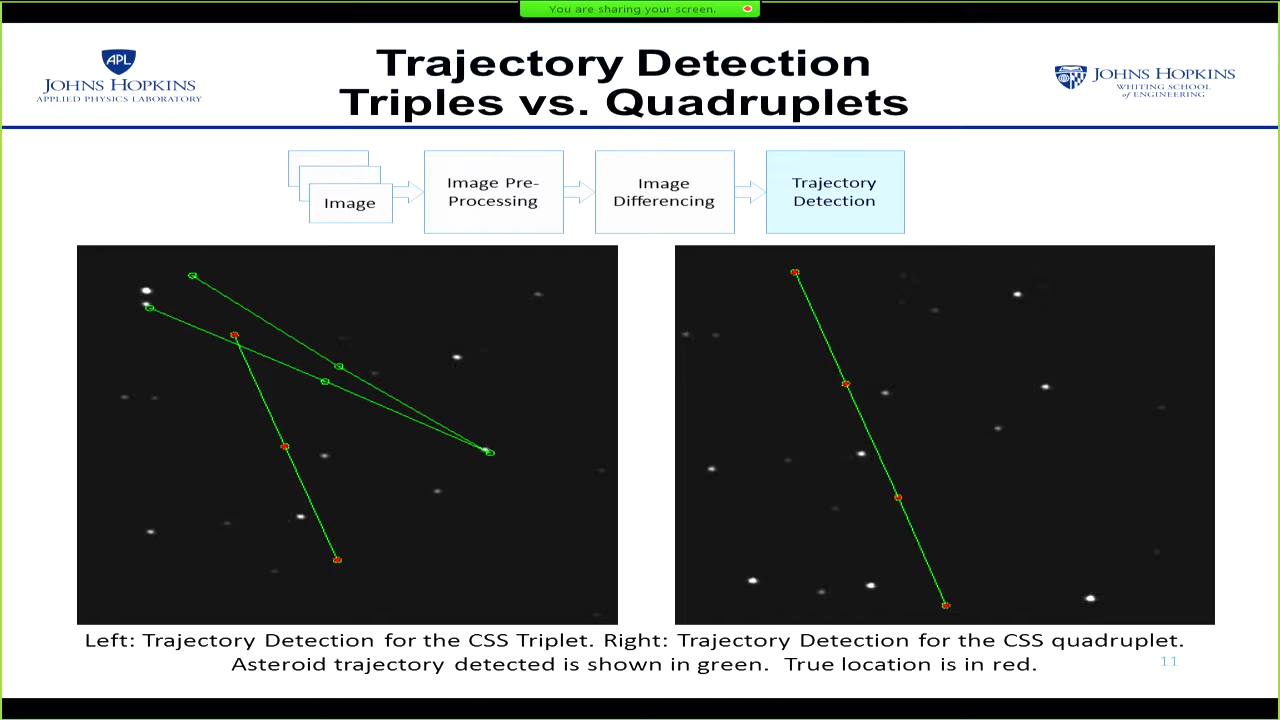 You are sharing your screen.
APL
JOHNS HOPKINS
APPLIED PHYSICS LABORATORY
Trajectory Detection
Triples vs. Quadruplets
JOHNS HOPKINS
WHITING SCHOOL
of ENGINEERING
Image
Image Pre-
Processing
Image
Differencing
Trajectory
Detection
Left: Trajectory Detection for the CSS Triplet. Right: Trajectory Detection for the CSS quadruplet.
Asteroid trajectory detected is shown in green. True location is in red.
11